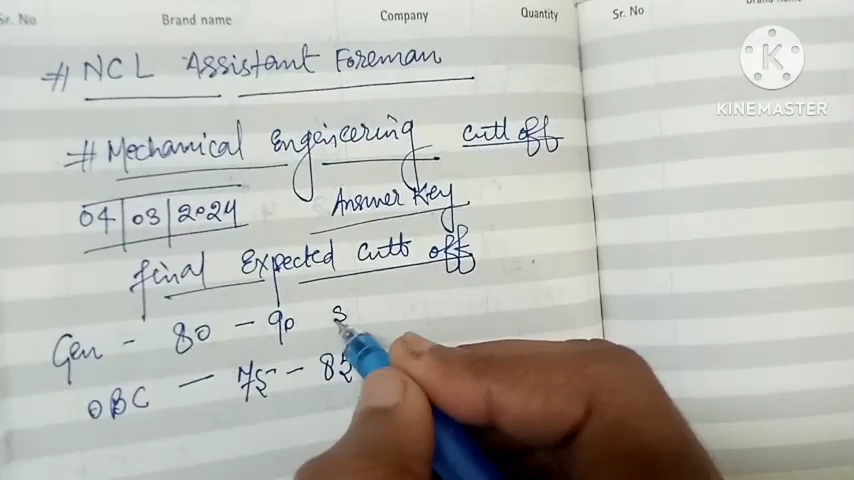 Sr. No Brand name Company Quantity Sr. No
K
KINEMASTER
# NCL Assistant Foreman
# Mechanical Engineering Cutt off
04/03/2024 Answer Key
final Expected Cutt off
Gen - 80 - 90 S
OBC - 75 - 85